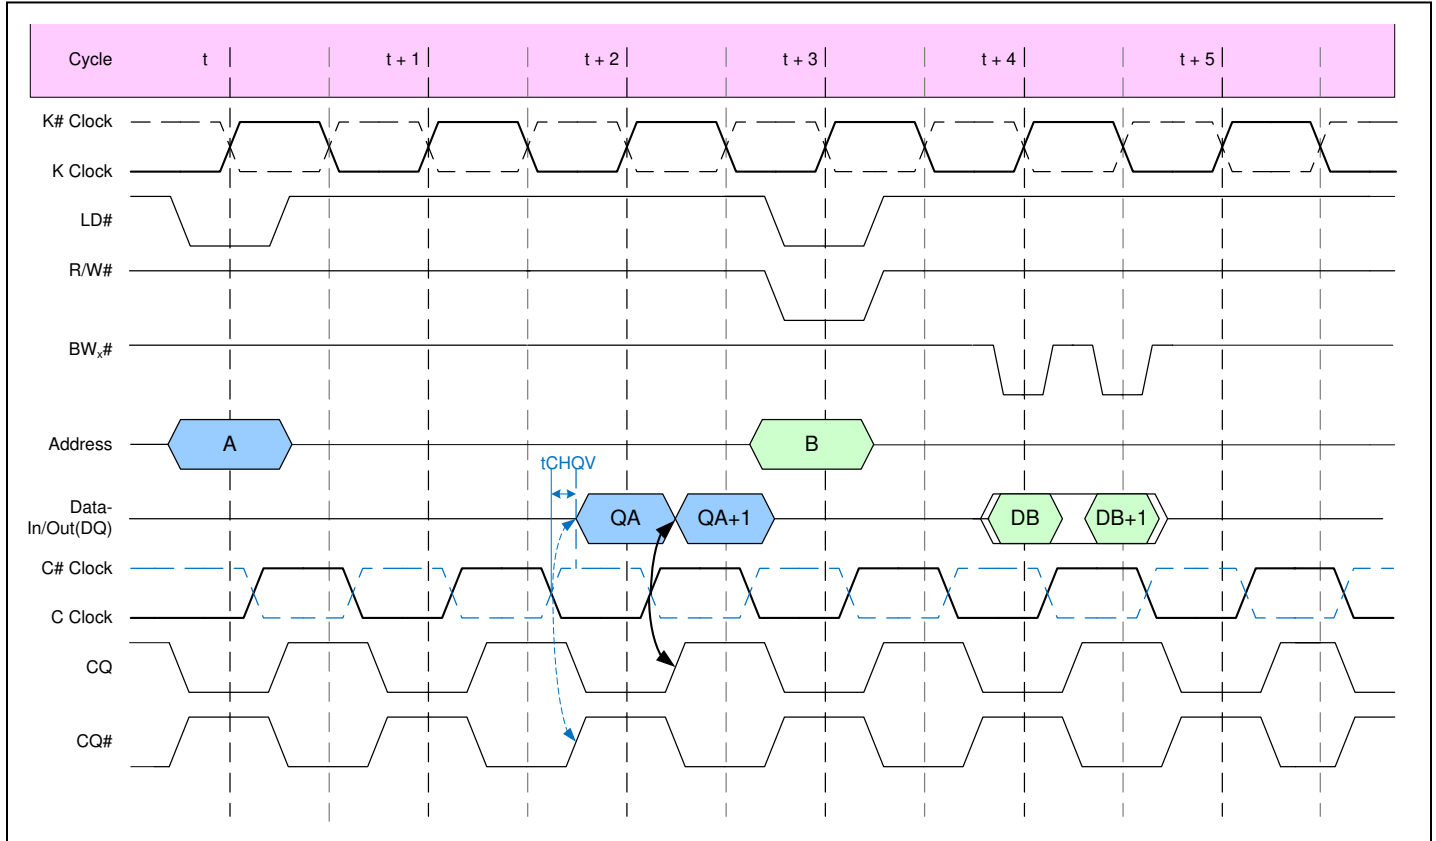 Cycle t t + 1 t + 2 t + 3 t + 4 t + 5
K# Clock
K Clock
LD#
R/W#
BWx#
Address A B
tCHQV
Data-
In/Out(DQ) QA QA+1 DB DB+1
C# Clock
C Clock
CQ
CQ#